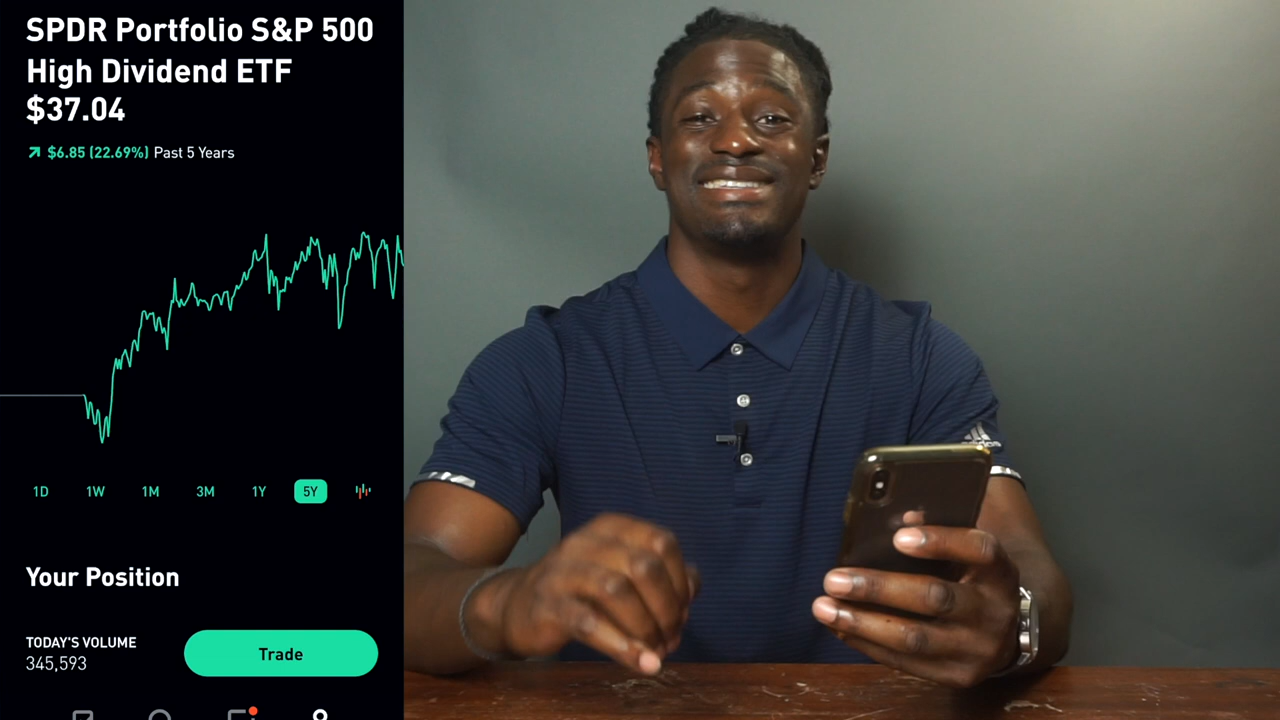 SPDR Portfolio S&P 500
High Dividend ETF
$37.04
$6.85 (22.69%) Past 5 Years
1D 1W 1M 3M 1Y 5Y
Your Position
TODAY'S VOLUME
345,593
Trade